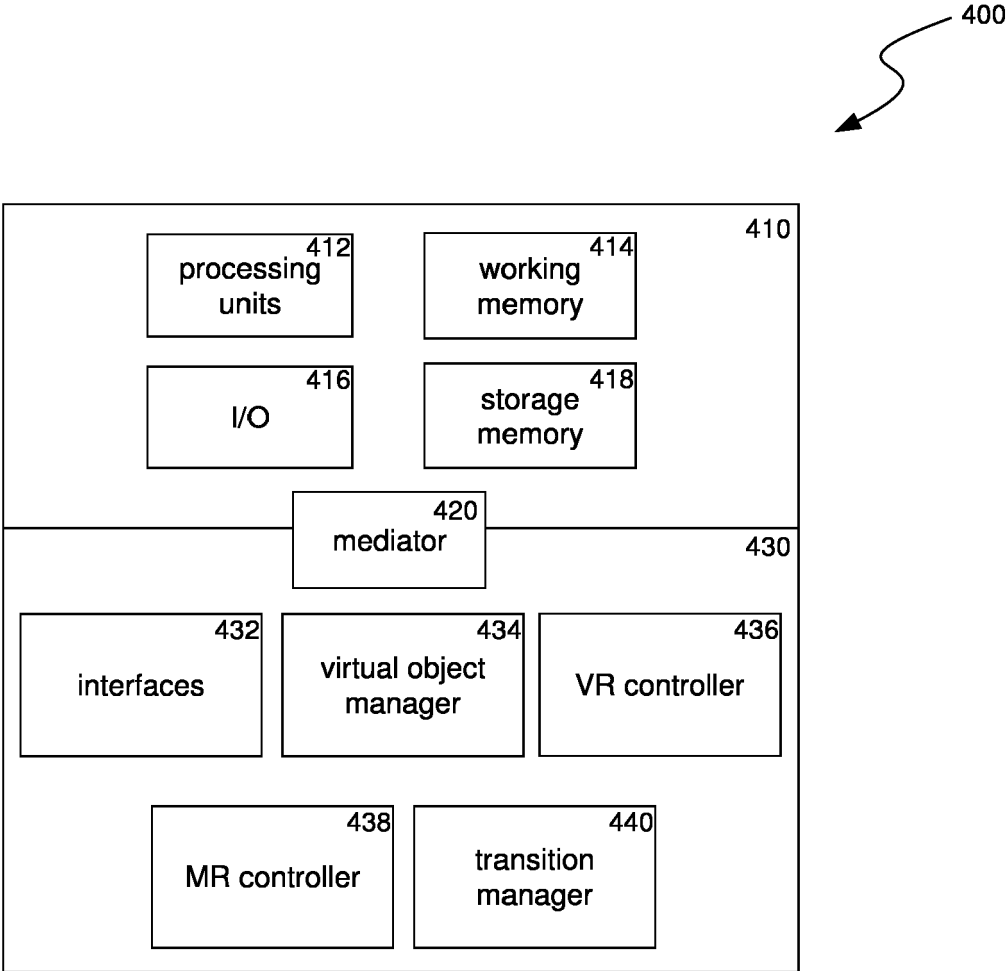 400
410
412
processing
units
414
working
memory
416
I/O
418
storage
memory
420
mediator
430
432
interfaces
434
virtual object
manager
436
VR controller
438
MR controller
440
transition
manager